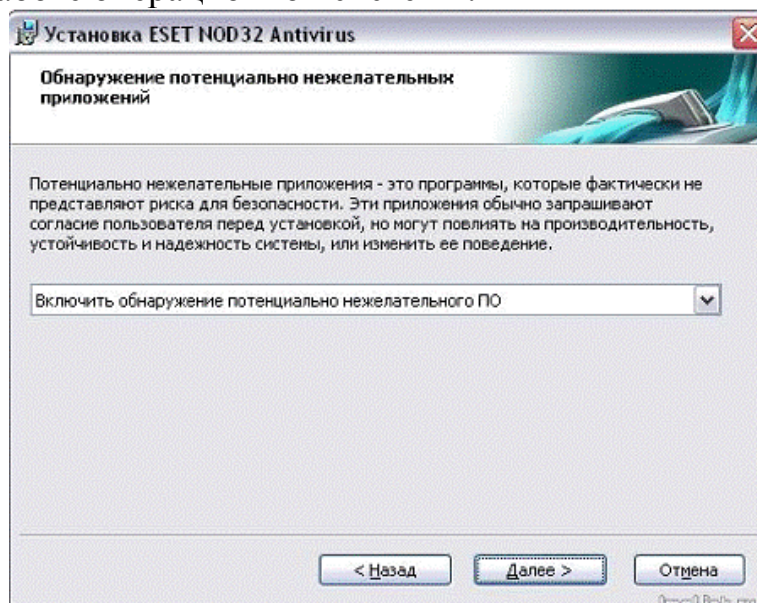 Установка ESET NOD32 Antivirus
Обнаружение потенциально нежелательных
приложений
Потенциально нежелательные приложения - это программы, которые фактически не
представляют риска для безопасности. Эти приложения обычно запрашивают
согласие пользователя перед установкой, но могут повлиять на производительность,
устойчивость и надежность системы, или изменить ее поведение.
Включить обнаружение потенциально нежелательного ПО
< Назад
Далее >
Отмена